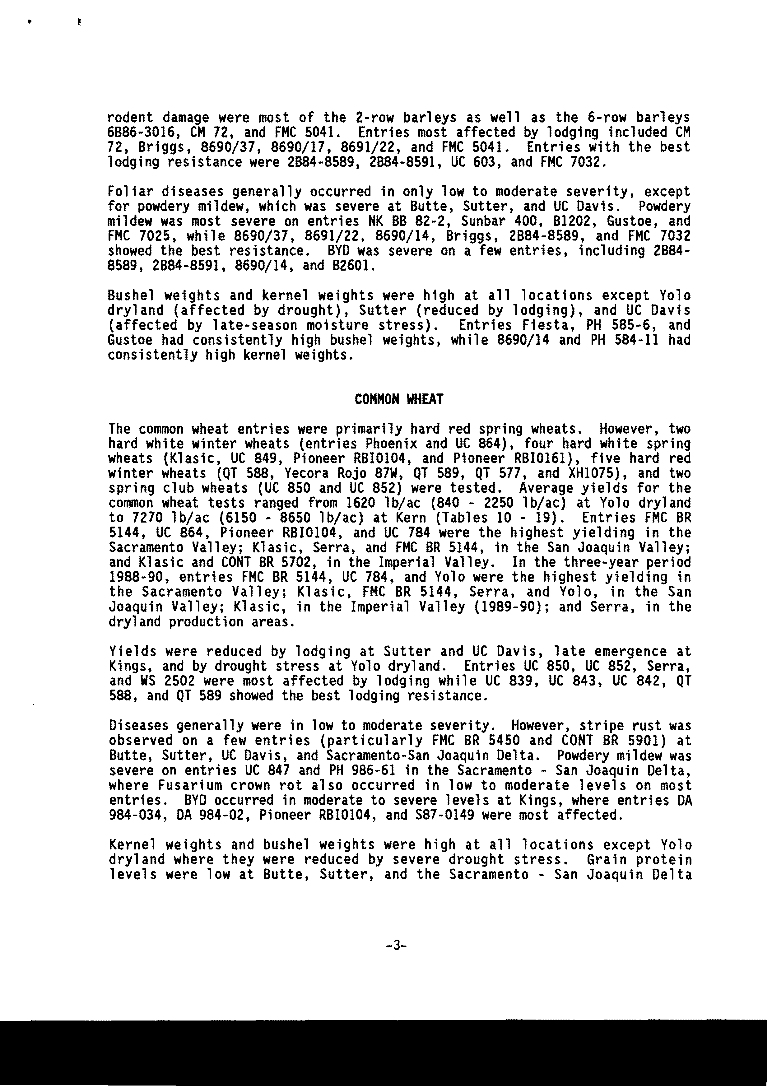 rodent damage were most of the 2-row barleys as well as the 6-row barleys
6B86-3016, CM 72, and FMC 5041. Entries most affected by lodging included CM
72, Briggs, 8690/37, 8690/17, 8691/22, and FMC 5041. Entries with the best
lodging resistance were 2B84-8589, 2B84-8591, UC 603, and FMC 7032.
Foliar diseases generally occurred in only low to moderate severity, except
for powdery mildew, which was severe at Butte, Sutter, and UC Davis. Powdery
mildew was most severe on entries NK BB 82-2, Sunbar 400, B1202, Gustoe, and
FMC 7025, while 8690/37, 8691/22, 8690/14, Briggs, 2B84-8589, and FMC 7032
showed the best resistance. BYD was severe on a few entries, including 2B84-
8589, 2B84-8591, 8690/14, and B2601.
Bushel weights and kernel weights were high at all locations except Yolo
dryland (affected by drought), Sutter (reduced by lodging), and UC Davis
(affected by late-season moisture stress). Entries Fiesta, PH 585-6, and
Gustoe had consistently high bushel weights, while 8690/14 and PH 584-11 had
consistently high kernel weights.
COMMON WHEAT
The common wheat entries were primarily hard red spring wheats. However, two
hard white winter wheats (entries Phoenix and UC 864), four hard white spring
wheats (Klasic, UC 849, Pioneer RBI0104, and Pioneer RBI0161), five hard red
winter wheats (QT 588, Yecora Rojo 87W, QT 589, QT 577, and XH1075), and two
spring club wheats (UC 850 and UC 852) were tested. Average yields for the
common wheat tests ranged from 1620 lb/ac (840 - 2250 lb/ac) at Yolo dryland
to 7270 lb/ac (6150 - 8650 lb/ac) at Kern (Tables 10 - 19). Entries FMC BR
5144, UC 864, Pioneer RBI0104, and UC 784 were the highest yielding in the
Sacramento Valley; Klasic, Serra, and FMC BR 5144, in the San Joaquin Valley;
and Klasic and CONT BR 5702, in the Imperial Valley. In the three-year period
1988-90, entries FMC BR 5144, UC 784, and Yolo were the highest yielding in
the Sacramento Valley; Klasic, FMC BR 5144, Serra, and Yolo, in the San
Joaquin Valley; Klasic, in the Imperial Valley (1989-90); and Serra, in the
dryland production areas.
Yields were reduced by lodging at Sutter and UC Davis, late emergence at
Kings, and by drought stress at Yolo dryland. Entries UC 850, UC 852, Serra,
and WS 2502 were most affected by lodging while UC 839, UC 843, UC 842, QT
588, and QT 589 showed the best lodging resistance.
Diseases generally were in low to moderate severity. However, stripe rust was
observed on a few entries (particularly FMC BR 5450 and CONT BR 5901) at
Butte, Sutter, UC Davis, and Sacramento-San Joaquin Delta. Powdery mildew was
severe on entries UC 847 and PH 986-61 in the Sacramento - San Joaquin Delta,
where Fusarium crown rot also occurred in low to moderate levels on most
entries. BYD occurred in moderate to severe levels at Kings, where entries DA
984-034, DA 984-02, Pioneer RBI0104, and S87-0149 were most affected.
Kernel weights and bushel weights were high at all locations except Yolo
dryland where they were reduced by severe drought stress. Grain protein
levels were low at Butte, Sutter, and the Sacramento - San Joaquin Delta
-3-